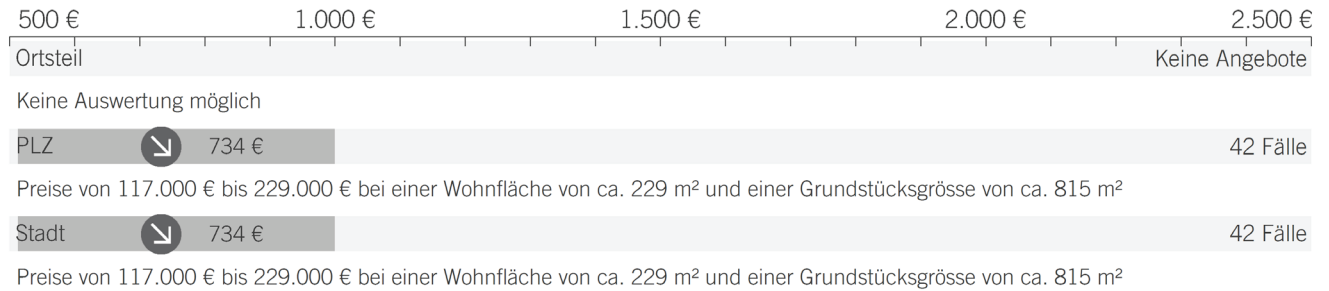 500 € 1.000 € 1.500 € 2.000 € 2.500 €
Ortsteil Keine Angebote
Keine Auswertung möglich
PLZ 734 € 42 Fälle
Preise von 117.000 € bis 229.000 € bei einer Wohnfläche von ca. 229 m² und einer Grundstücksgrösse von ca. 815 m²
Stadt 734 € 42 Fälle
Preise von 117.000 € bis 229.000 € bei einer Wohnfläche von ca. 229 m² und einer Grundstücksgrösse von ca. 815 m²